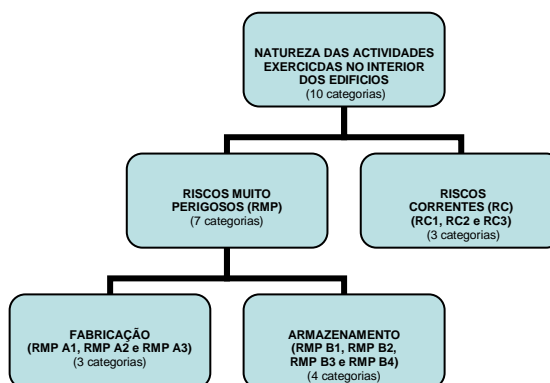 NATUREZA DAS ACTIVIDADES
EXERCICDAS NO INTERIOR
DOS EDIFICIOS
(10 categorias)
RISCOS MUITO
PERIGOSOS (RMP)
(7 categorias)
RISCOS
CORRENTES (RC)
(RC1, RC2 e RC3)
(3 categorias)
FABRICAÇÃO
(RMP A1, RMP A2 e RMP A3)
(3 categorias)
ARMAZENAMENTO
(RMP B1, RMP B2,
RMP B3 e RMP B4)
(4 categorias)